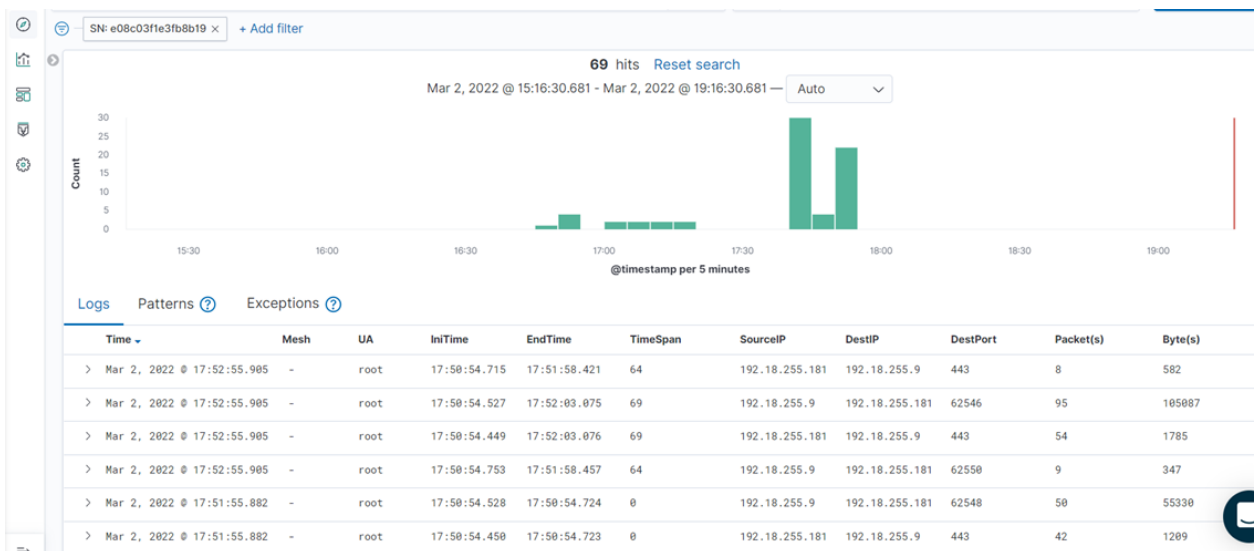 SN: e08c03f1e3fb8b19 × + Add filter
69 hits Reset search
Mar 2, 2022 @ 15:16:30.681 - Mar 2, 2022 @ 19:16:30.681 — Auto
30
25
20
15
10
5
0
Count
15:30 16:00 16:30 17:00 17:30 18:00 18:30 19:00
@timestamp per 5 minutes
Logs Patterns ? Exceptions ?
Time Mesh UA IniTime EndTime TimeSpan SourceIP DestIP DestPort Packet(s) Byte(s)
Mar 2, 2022 @ 17:52:55.905 - root 17:50:54.715 17:51:58.421 64 192.18.255.181 192.18.255.9 443 8 582
Mar 2, 2022 @ 17:52:55.905 - root 17:50:54.527 17:52:03.075 69 192.18.255.9 192.18.255.181 62546 95 105087
Mar 2, 2022 @ 17:52:55.905 - root 17:50:54.449 17:52:03.076 69 192.18.255.181 192.18.255.9 443 54 1785
Mar 2, 2022 @ 17:52:55.905 - root 17:50:54.753 17:51:58.457 64 192.18.255.9 192.18.255.181 62550 9 347
Mar 2, 2022 @ 17:51:55.882 - root 17:50:54.528 17:50:54.724 0 192.18.255.9 192.18.255.181 62548 50 55330
Mar 2, 2022 @ 17:51:55.882 - root 17:50:54.450 17:50:54.723 0 192.18.255.181 192.18.255.9 443 42 1209